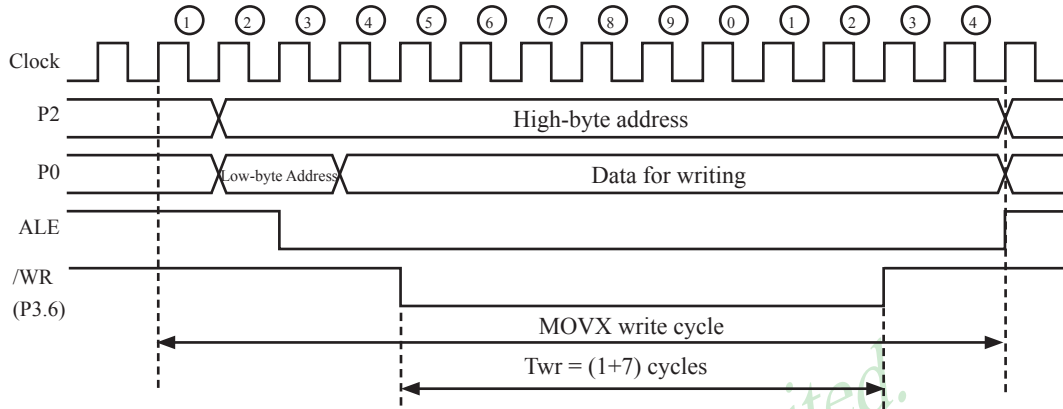 1 2 3 4 5 6 7 8 9 0 1 2 3 4
Clock
P2 High-byte address
P0 Low-byte Address Data for writing
ALE
/WR
(P3.6)
MOVX write cycle
Twr = (1+7) cycles